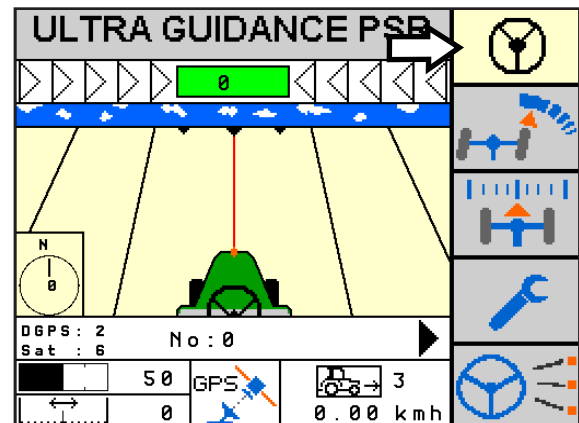 ULTRA GUIDANCE PSR
0
N
0
DGPS: 2
Sat : 6
No:0
50
GPS
3
0
0.00 kmh